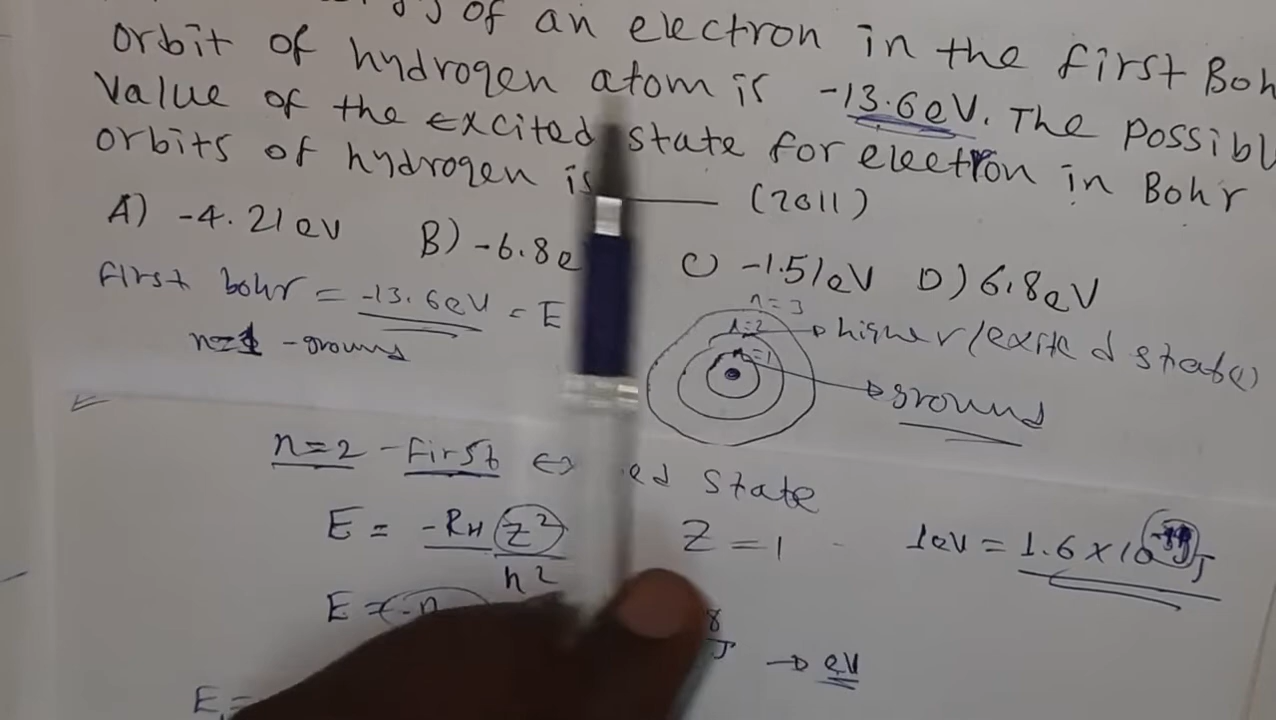 of an electron in the first Boh
orbit of hydrogen atom is -13.6eV. The Possibl
Value of the excited state for electron in Bohr
orbits of hydrogen is (2011)
A) -4.21eV B) -6.8e C) -1.51eV D) 6.8eV
First bohr = -13.6eV = E
n=3
n=2 → higher/exited state()
n=1 - ground
n=1
→ ground
n=2 - First ed state
E = -RH Z²/n² Z = 1 1eV = 1.6 x 10-19J
E =
8
J → eV
E